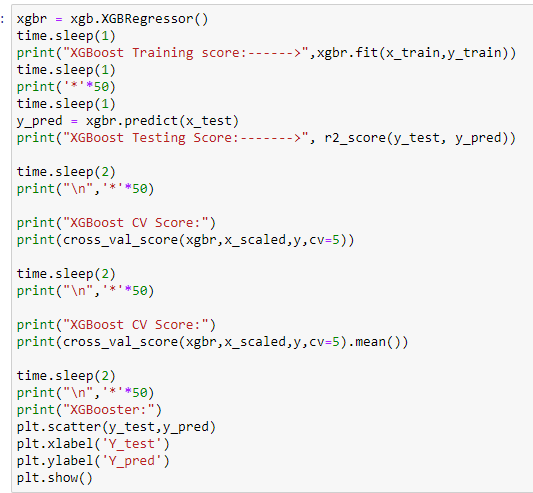 :
xgbr = xgb.XGBRegressor()
time.sleep(1)
print("XGBoost Training score:------>",xgbr.fit(x_train,y_train))
time.sleep(1)
print('*'*50)
time.sleep(1)
y_pred = xgbr.predict(x_test)
print("XGBoost Testing Score:------->", r2_score(y_test, y_pred))

time.sleep(2)
print("\n",'*'*50)

print("XGBoost CV Score:")
print(cross_val_score(xgbr,x_scaled,y,cv=5))

time.sleep(2)
print("\n",'*'*50)

print("XGBoost CV Score:")
print(cross_val_score(xgbr,x_scaled,y,cv=5).mean())

time.sleep(2)
print("\n",'*'*50)
print("XGBooster:")
plt.scatter(y_test,y_pred)
plt.xlabel('Y_test')
plt.ylabel('Y_pred')
plt.show()